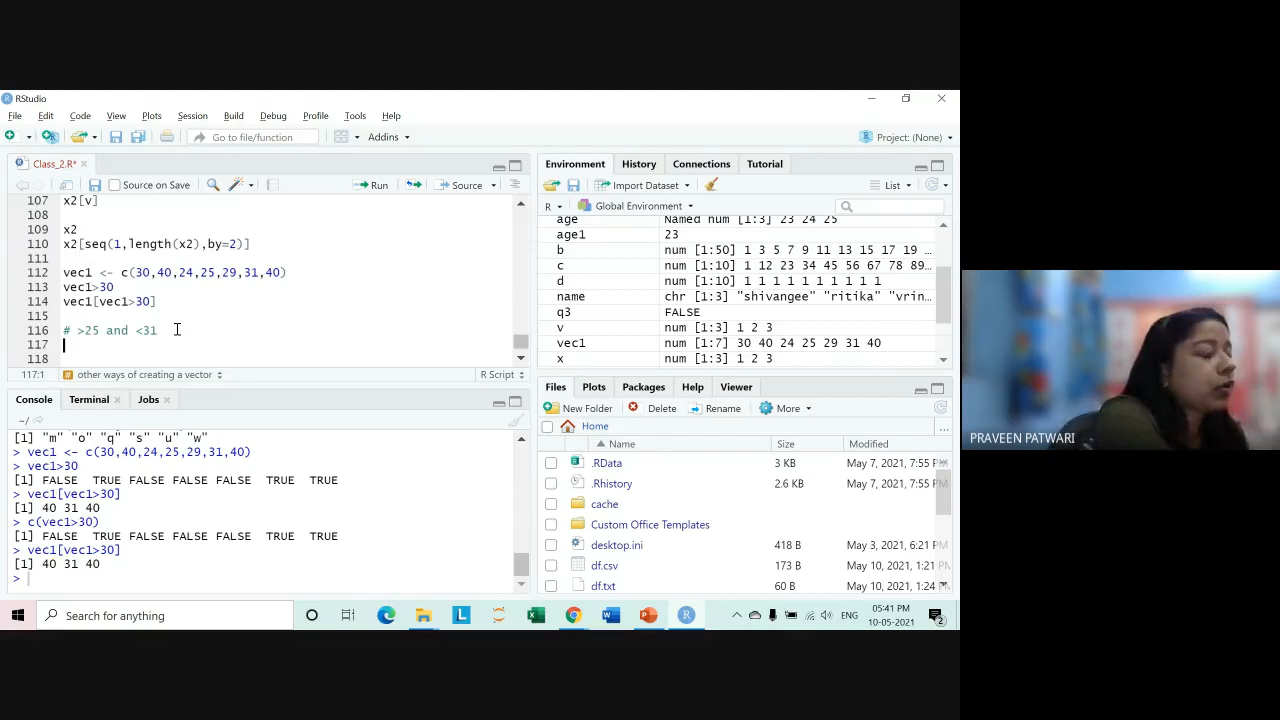 RStudio
File Edit Code View Plots Session Build Debug Profile Tools Help
Go to file/function Addins Project: (None)
Class_2.R*
Source on Save Run Source
107 x2[v]
108
109 x2
110 x2[seq(1,length(x2),by=2)]
111
112 vec1 <- c(30,40,24,25,29,31,40)
113 vec1>30
114 vec1[vec1>30]
115
116 # >25 and <31
117
118
117:1 # other ways of creating a vector R Script
Console Terminal Jobs
~/
[1] "m" "o" "q" "s" "u" "w"
> vec1 <- c(30,40,24,25,29,31,40)
> vec1>30
[1] FALSE TRUE FALSE FALSE FALSE TRUE TRUE
> vec1[vec1>30]
[1] 40 31 40
> c(vec1>30)
[1] FALSE TRUE FALSE FALSE FALSE TRUE TRUE
> vec1[vec1>30]
[1] 40 31 40
>
Environment History Connections Tutorial
Import Dataset List
R Global Environment
age Named num [1:3] 23 24 25
age1 23
b num [1:50] 1 3 5 7 9 11 13 15 17 19 ...
c num [1:10] 1 12 23 34 45 56 67 78 89...
d num [1:10] 1 1 1 1 1 1 1 1 1 1
name chr [1:3] "shivangee" "ritika" "vrin...
q3 FALSE
v num [1:3] 1 2 3
vec1 num [1:7] 30 40 24 25 29 31 40
x num [1:3] 1 2 3
Files Plots Packages Help Viewer
New Folder Delete Rename More
Home
Name Size Modified
.RData 3 KB May 7, 2021, 7:55 P
.Rhistory 2.6 KB May 7, 2021, 7:55 P
cache
Custom Office Templates
desktop.ini 418 B May 3, 2021, 6:21 P
df.csv 173 B May 10, 2021, 1:21
df.txt 60 B May 10, 2021, 1:24
Search for anything
ENG
05:41 PM
10-05-2021
2
PRAVEEN PATWARI